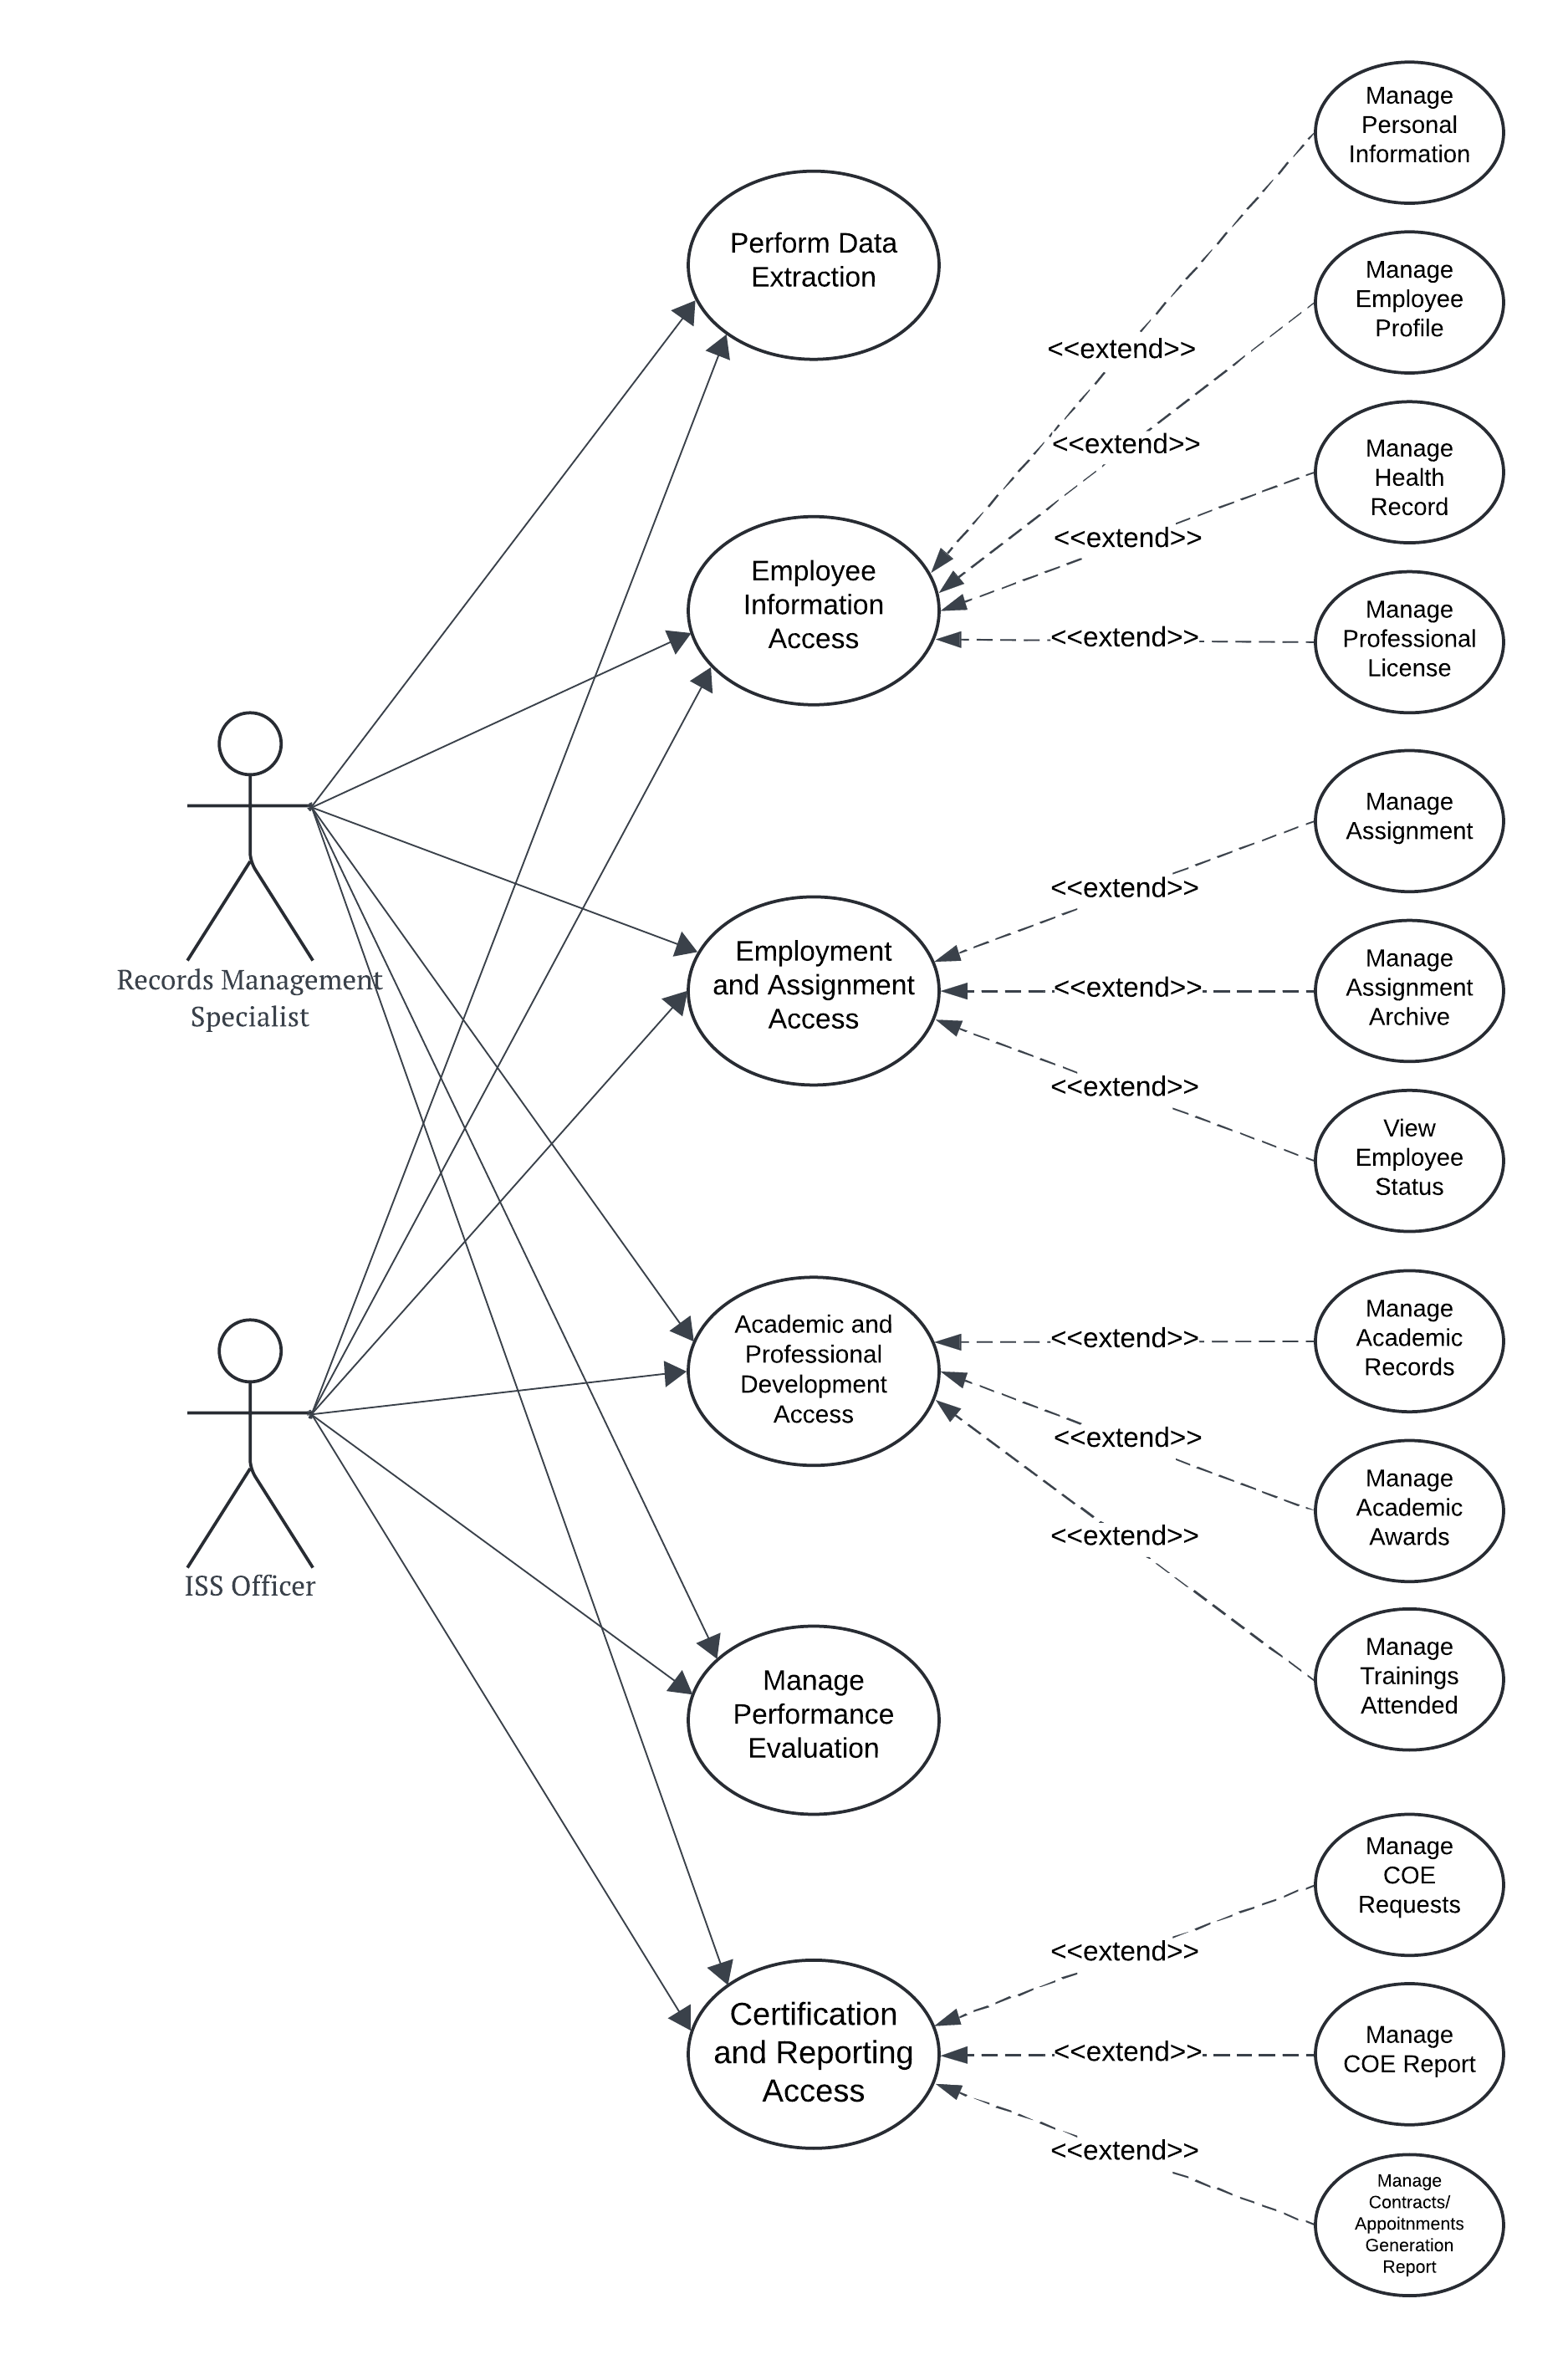 Manage
Personal
Information
Perform Data
Extraction
Manage
Employee
Profile
<<extend>>
<<extend>>
Manage
Health
Record
<<extend>>
Employee
Information
Access
Manage
Professional
License
<<extend>>
Manage
Assignment
<<extend>>
Records Management
Specialist
Employment
and Assignment
Access
<<extend>>
Manage
Assignment
Archive
<<extend>>
View
Employee
Status
Academic and
Professional
Development
Access
<<extend>>
Manage
Academic
Records
<<extend>>
Manage
Academic
Awards
<<extend>>
ISS Officer
Manage
Trainings
Attended
Manage
Performance
Evaluation
Manage
COE
Requests
<<extend>>
Certification
and Reporting
Access
<<extend>>
Manage
COE Report
<<extend>>
Manage
Contracts/
Appoitnments
Generation
Report